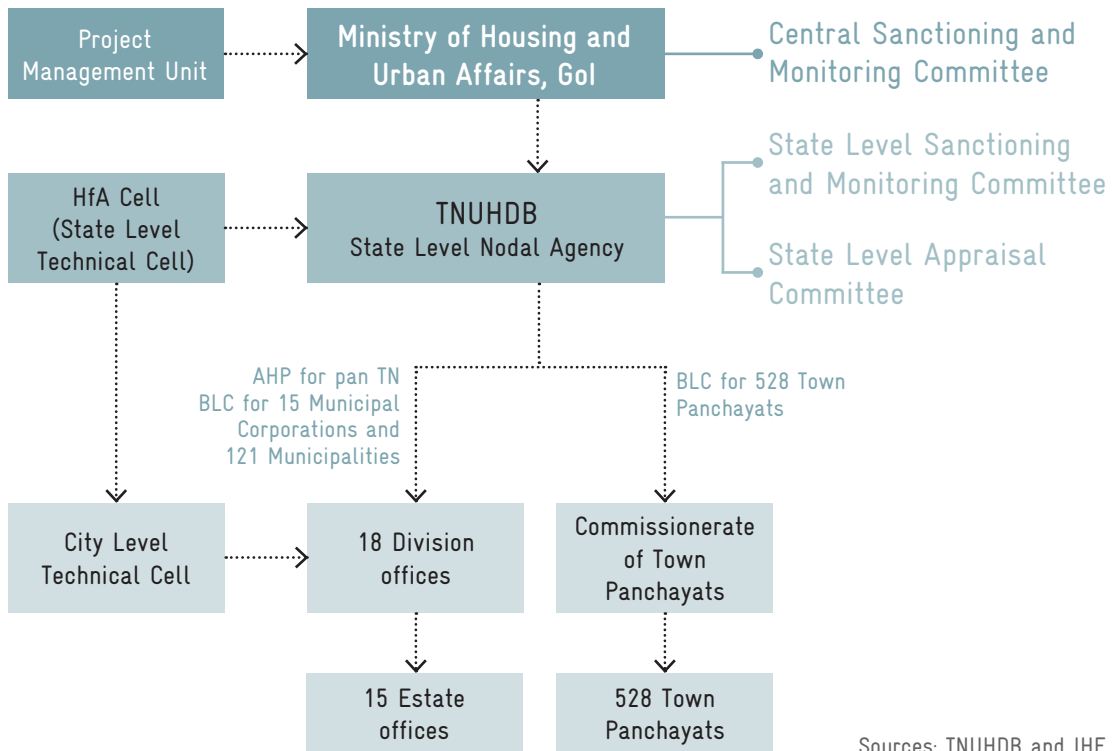 Project
Management Unit
Ministry of Housing and
Urban Affairs, GoI
Central Sanctioning and
Monitoring Committee
HfA Cell
(State Level
Technical Cell)
TNUHDB
State Level Nodal Agency
State Level Sanctioning
and Monitoring Committee
State Level Appraisal
Committee
AHP for pan TN
BLC for 15 Municipal
Corporations and
121 Municipalities
BLC for 528 Town
Panchayats
City Level
Technical Cell
18 Division
offices
Commissionerate
of Town
Panchayats
15 Estate
offices
528 Town
Panchayats
Sources: TNUHDB and